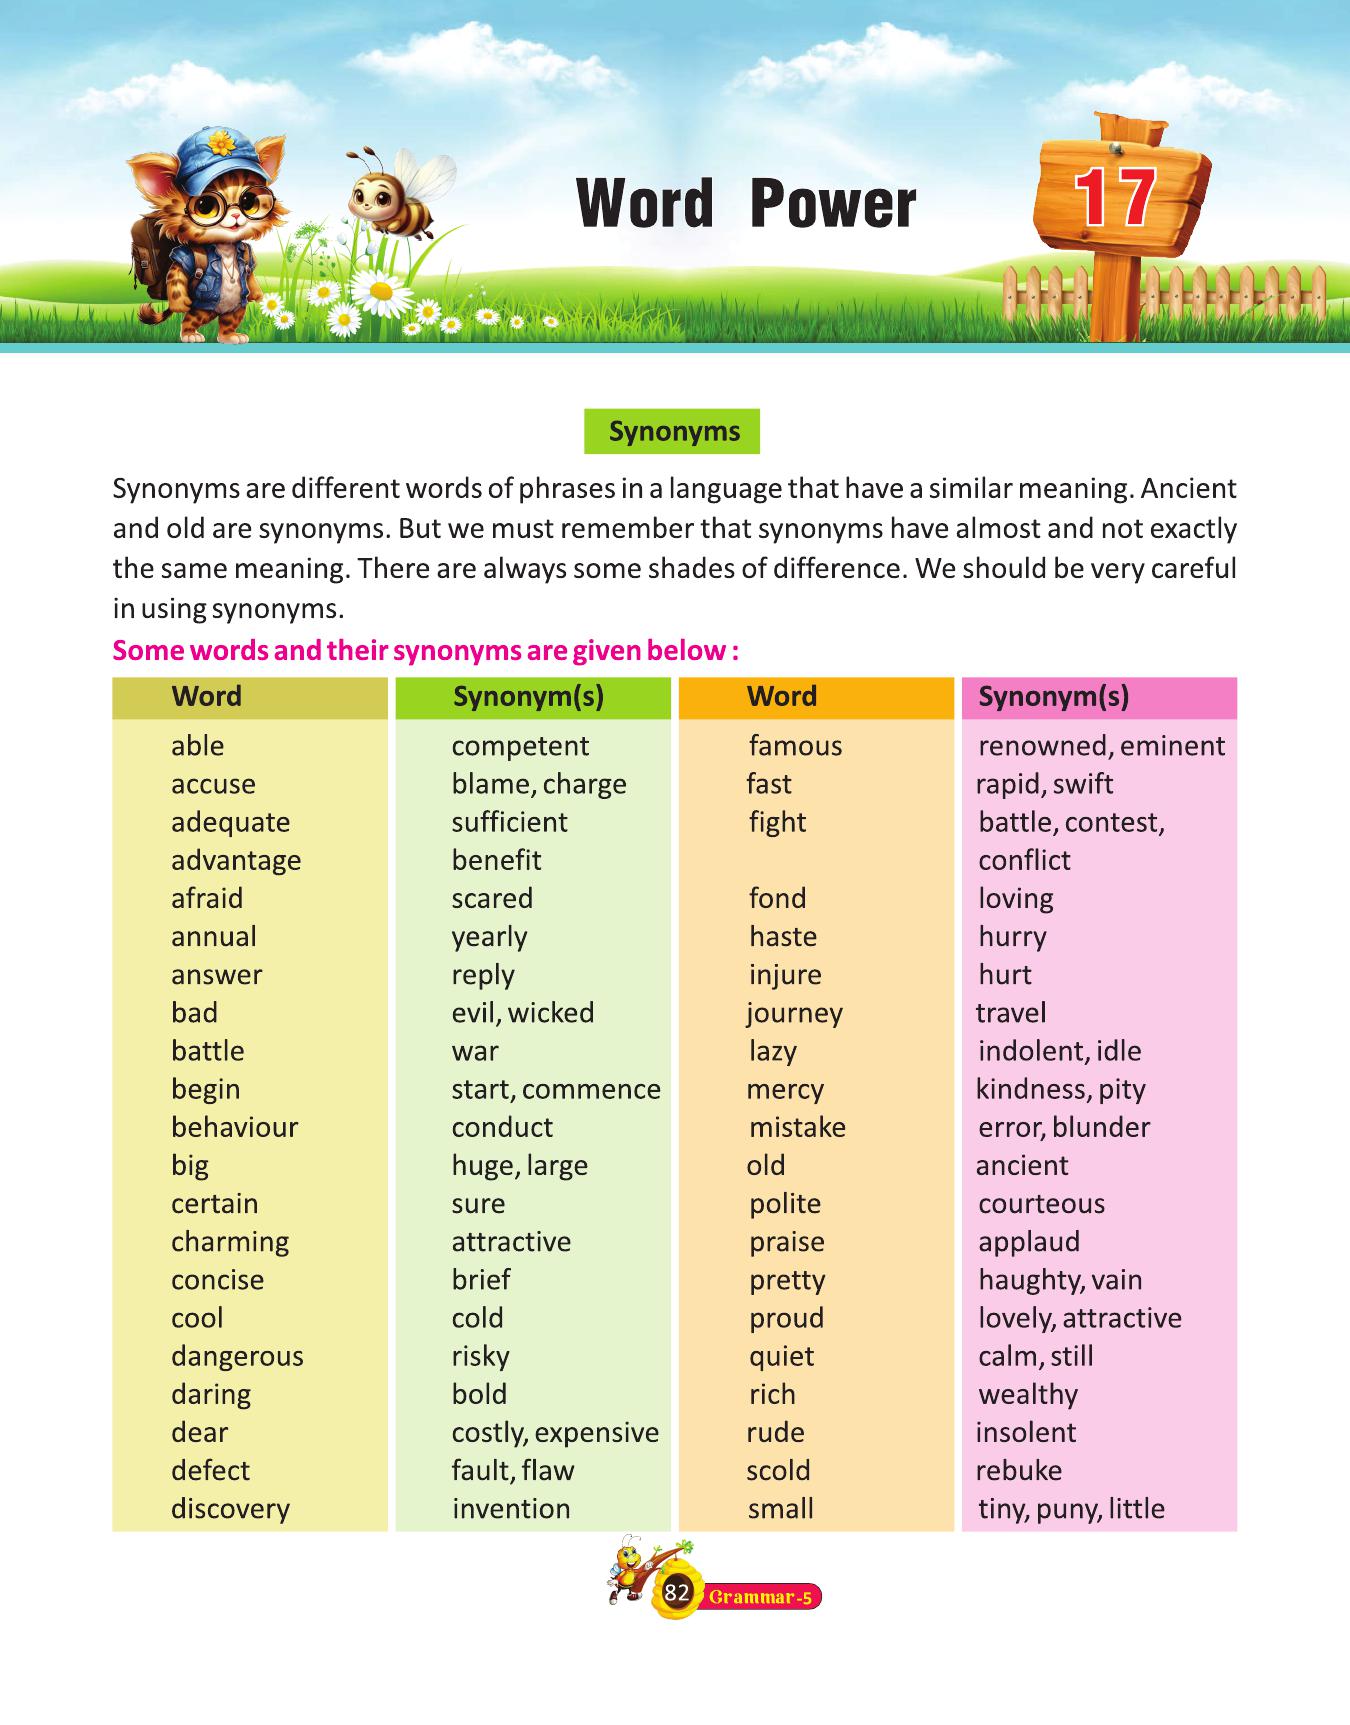 Word Power
17
Synonyms
Synonyms are different words of phrases in a language that have a similar meaning. Ancient
and old are synonyms. But we must remember that synonyms have almost and not exactly
the same meaning. There are always some shades of difference. We should be very careful
in using synonyms.
Some words and their synonyms are given below :
Word Synonym(s) Word Synonym(s)
able competent famous renowned, eminent
accuse blame, charge fast rapid, swift
adequate sufficient fight battle, contest,
advantage benefit conflict
afraid scared fond loving
annual yearly haste hurry
answer reply injure hurt
bad evil, wicked journey travel
battle war lazy indolent, idle
begin start, commence mercy kindness, pity
behaviour conduct mistake error, blunder
big huge, large old ancient
certain sure polite courteous
charming attractive praise applaud
concise brief pretty haughty, vain
cool cold proud lovely, attractive
dangerous risky quiet calm, still
daring bold rich wealthy
dear costly, expensive rude insolent
defect fault, flaw scold rebuke
discovery invention small tiny, puny, little
82 Grammar-5